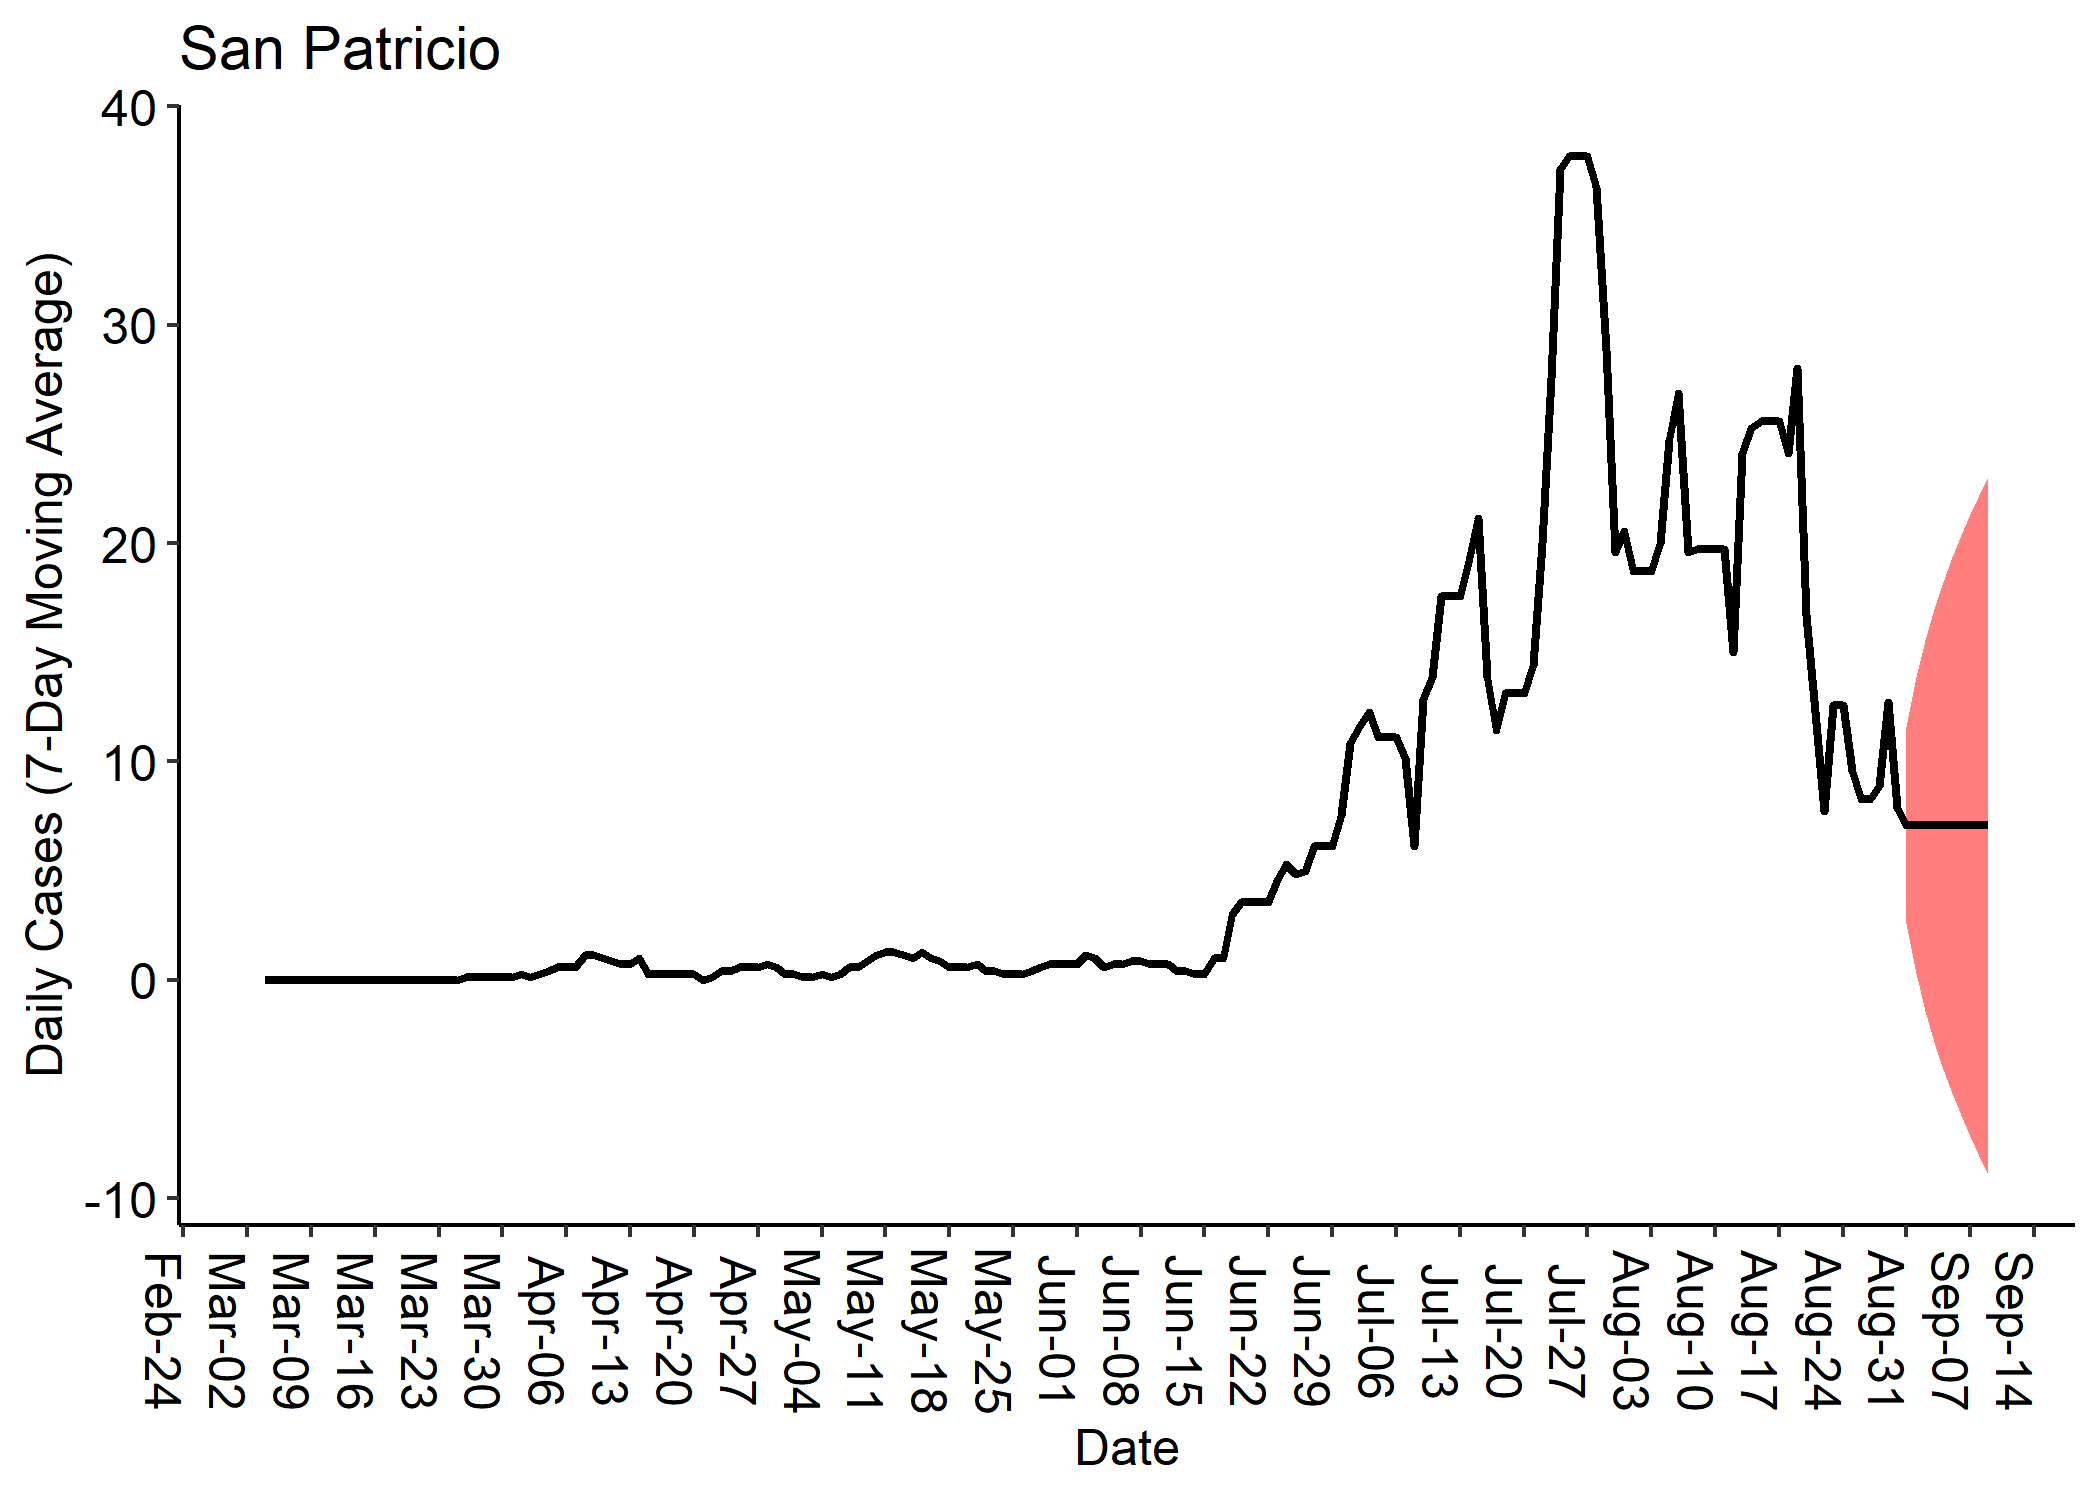 San Patricio
Daily Cases (7-Day Moving Average)
40
30
20
10
0
-10
Feb-24
Mar-02
Mar-09
Mar-16
Mar-23
Mar-30
Apr-06
Apr-13
Apr-20
Apr-27
May-04
May-11
May-18
May-25
Jun-01
Jun-08
Jun-15
Jun-22
Jun-29
Jul-06
Jul-13
Jul-20
Jul-27
Aug-03
Aug-10
Aug-17
Aug-24
Aug-31
Sep-07
Sep-14
Date